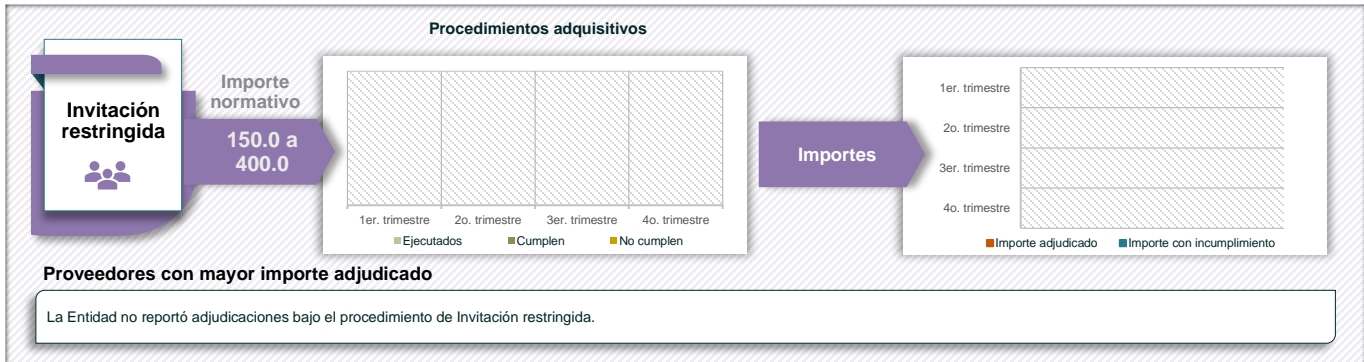 Procedimientos adquisitivos
Invitación
restringida
Importe
normativo
150.0 a
400.0
1er. trimestre
2o. trimestre
3er. trimestre
4o. trimestre
Ejecutados
Cumplen
No cumplen
Importes
1er. trimestre
2o. trimestre
3er. trimestre
4o. trimestre
Importe adjudicado
Importe con incumplimiento
Proveedores con mayor importe adjudicado
La Entidad no reportó adjudicaciones bajo el procedimiento de Invitación restringida.